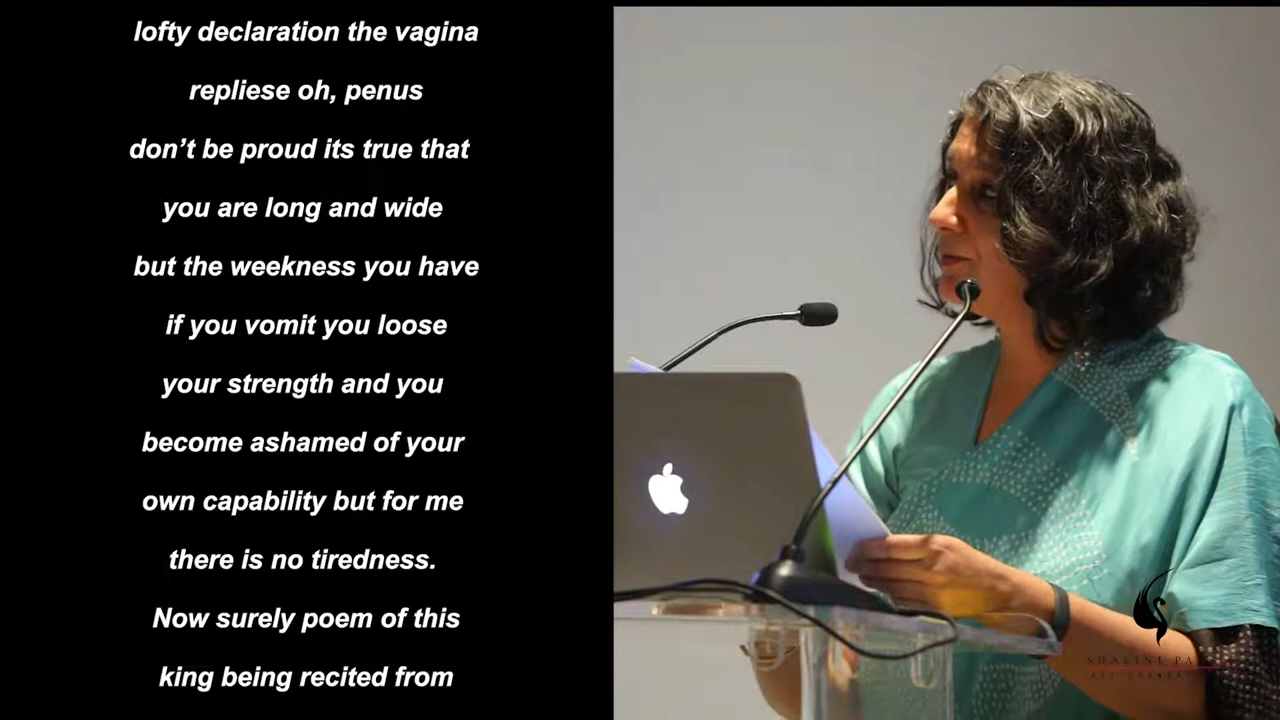 lofty declaration the vagina
repliese oh, penus
don't be proud its true that
you are long and wide
but the weekness you have
if you vomit you loose
your strength and you
become ashamed of your
own capability but for me
there is no tiredness.
Now surely poem of this
king being recited from
SHALINI PA